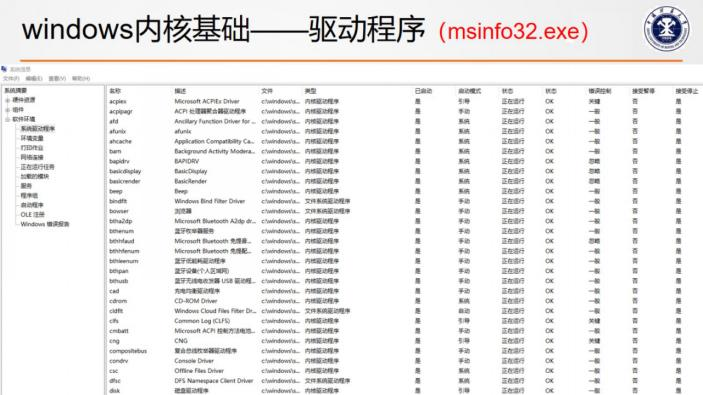 windows内核基础——驱动程序（msinfo32.exe）
系统信息
文件(F) 编辑(E) 查看(V) 帮助(H)
系统摘要
硬件资源
组件
软件环境
系统驱动程序
环境变量
打印作业
网络连接
正在运行任务
加载的模块
服务
程序组
启动程序
OLE 注册
Windows 错误报告
名称 描述 文件 类型 已启动 启动模式 状态 状态 错误控制 接受暂停 接受停止
acpiex Microsoft ACPIEx Driver c:\windows\s... 内核驱动程序 是 引导 正在运行 OK 关键 否 是
acpipagr ACPI 处理器聚合器驱动程序 c:\windows\s... 内核驱动程序 是 手动 正在运行 OK 一般 否 是
afd Ancillary Function Driver for ... c:\windows\s... 内核驱动程序 是 系统 正在运行 OK 一般 否 是
afunix afunix c:\windows\s... 内核驱动程序 是 系统 正在运行 OK 一般 否 是
ahcache Application Compatibility Ca... c:\windows\s... 内核驱动程序 是 系统 正在运行 OK 一般 否 是
bam Background Activity Modera... c:\windows\s... 内核驱动程序 是 系统 正在运行 OK 一般 否 是
bapidrv BAPIDRV c:\windows\s... 内核驱动程序 是 系统 正在运行 OK 忽略 否 是
basicdisplay BasicDisplay c:\windows\s... 内核驱动程序 是 系统 正在运行 OK 忽略 否 是
basicrender BasicRender c:\windows\s... 内核驱动程序 是 系统 正在运行 OK 忽略 否 是
beep Beep c:\windows\s... 内核驱动程序 是 系统 正在运行 OK 一般 否 是
bindflt Windows Bind Filter Driver c:\windows\s... 文件系统驱动程序 是 自动 正在运行 OK 一般 否 是
bowser 浏览器 c:\windows\s... 文件系统驱动程序 是 手动 正在运行 OK 一般 否 是
btha2dp Microsoft Bluetooth A2dp dr... c:\windows\s... 内核驱动程序 是 手动 正在运行 OK 一般 否 是
bthenum 蓝牙枚举器服务 c:\windows\s... 内核驱动程序 是 手动 正在运行 OK 一般 否 是
bthhfaud Microsoft Bluetooth 免提音... c:\windows\s... 内核驱动程序 是 手动 正在运行 OK 忽略 否 是
bthhfenum Microsoft Bluetooth 免提配... c:\windows\s... 内核驱动程序 是 手动 正在运行 OK 一般 否 是
bthleenum 蓝牙低能耗驱动程序 c:\windows\s... 内核驱动程序 是 手动 正在运行 OK 一般 否 是
bthpan 蓝牙设备(个人区域网) c:\windows\s... 内核驱动程序 是 手动 正在运行 OK 一般 否 是
bthusb 蓝牙无线电收发器 USB 驱动程... c:\windows\s... 内核驱动程序 是 手动 正在运行 OK 一般 否 是
cad 充电均衡驱动程序 c:\windows\s... 内核驱动程序 是 手动 正在运行 OK 一般 否 是
cdrom CD-ROM Driver c:\windows\s... 内核驱动程序 是 系统 正在运行 OK 一般 否 是
cldflt Windows Cloud Files Filter Dr... c:\windows\s... 文件系统驱动程序 是 自动 正在运行 OK 一般 否 是
clfs Common Log (CLFS) c:\windows\s... 内核驱动程序 是 引导 正在运行 OK 关键 否 是
cmbatt Microsoft ACPI 控制方法电池... c:\windows\s... 内核驱动程序 是 手动 正在运行 OK 一般 否 是
cng CNG c:\windows\s... 内核驱动程序 是 引导 正在运行 OK 关键 否 是
compositebus 复合总线枚举器驱动程序 c:\windows\s... 内核驱动程序 是 手动 正在运行 OK 一般 否 是
condrv Console Driver c:\windows\s... 内核驱动程序 是 手动 正在运行 OK 一般 否 是
csc Offline Files Driver c:\windows\s... 内核驱动程序 是 系统 正在运行 OK 一般 否 是
dfsc DFS Namespace Client Driver c:\windows\s... 文件系统驱动程序 是 系统 正在运行 OK 一般 否 是
disk 磁盘驱动程序 c:\windows\s... 内核驱动程序 是 引导 正在运行 OK 一般 否 是